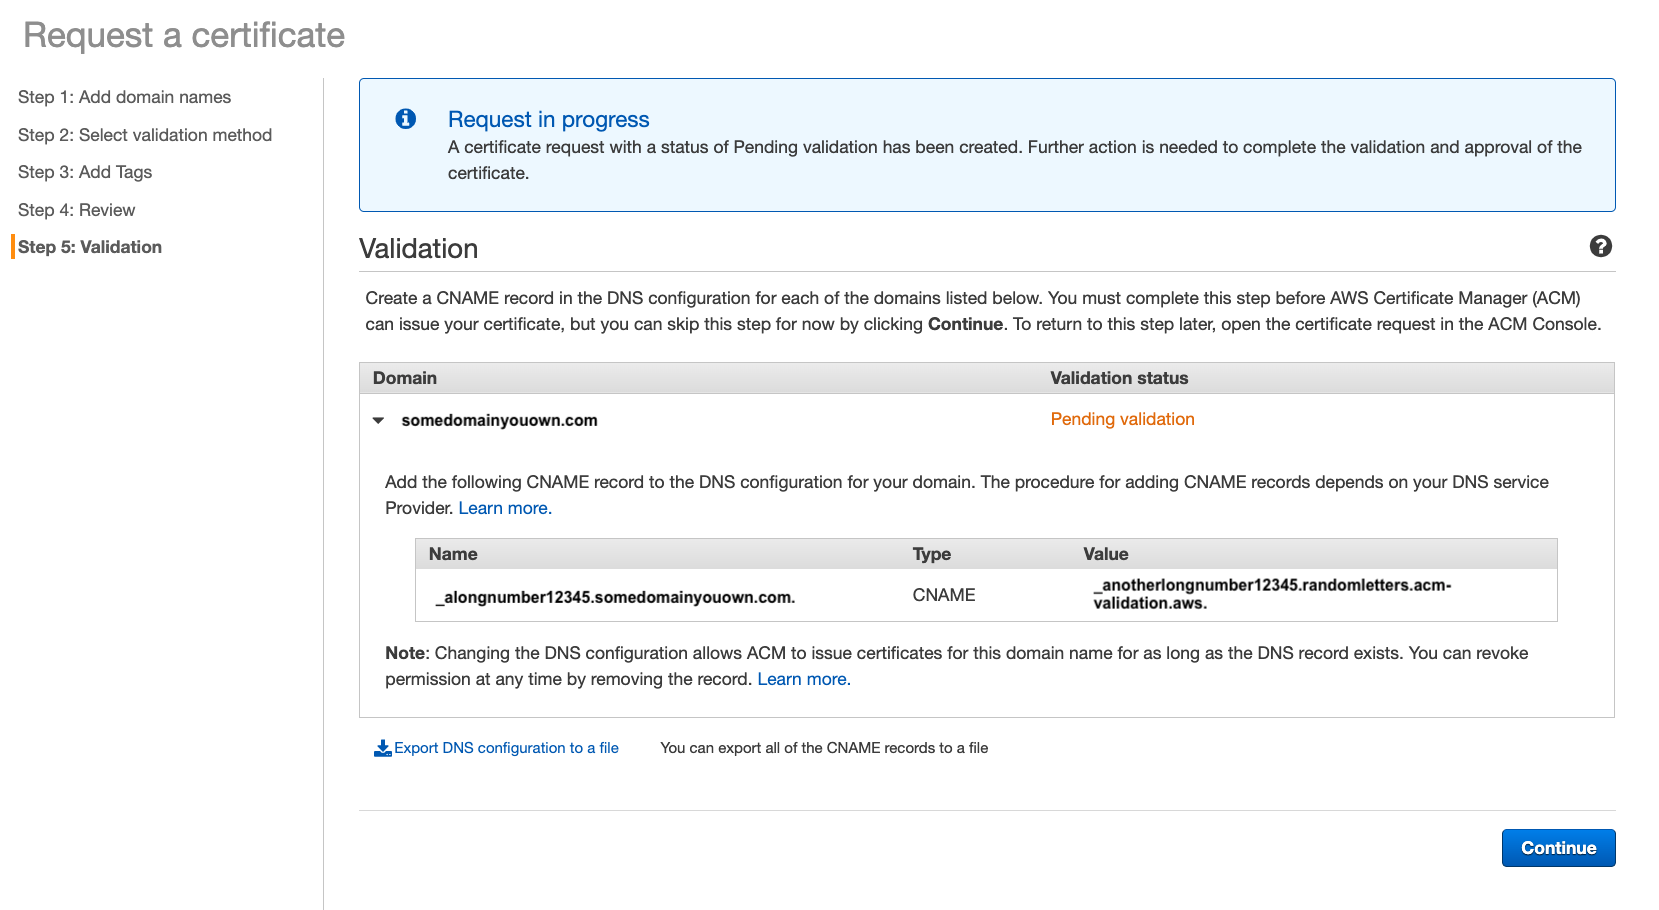 Request a certificate
Step 1: Add domain names
Step 2: Select validation method
Step 3: Add Tags
Step 4: Review
Step 5: Validation
Request in progress
A certificate request with a status of Pending validation has been created. Further action is needed to complete the validation and approval of the
certificate.
Validation
Create a CNAME record in the DNS configuration for each of the domains listed below. You must complete this step before AWS Certificate Manager (ACM)
can issue your certificate, but you can skip this step for now by clicking Continue. To return to this step later, open the certificate request in the ACM Console.
Domain Validation status
somedomainyouown.com Pending validation
Add the following CNAME record to the DNS configuration for your domain. The procedure for adding CNAME records depends on your DNS service
Provider. Learn more.
Name Type Value
_alongnumber12345.somedomainyouown.com. CNAME _anotherlongnumber12345.randomletters.acm-
validation.aws.
Note: Changing the DNS configuration allows ACM to issue certificates for this domain name for as long as the DNS record exists. You can revoke
permission at any time by removing the record. Learn more.
Export DNS configuration to a file You can export all of the CNAME records to a file
Continue